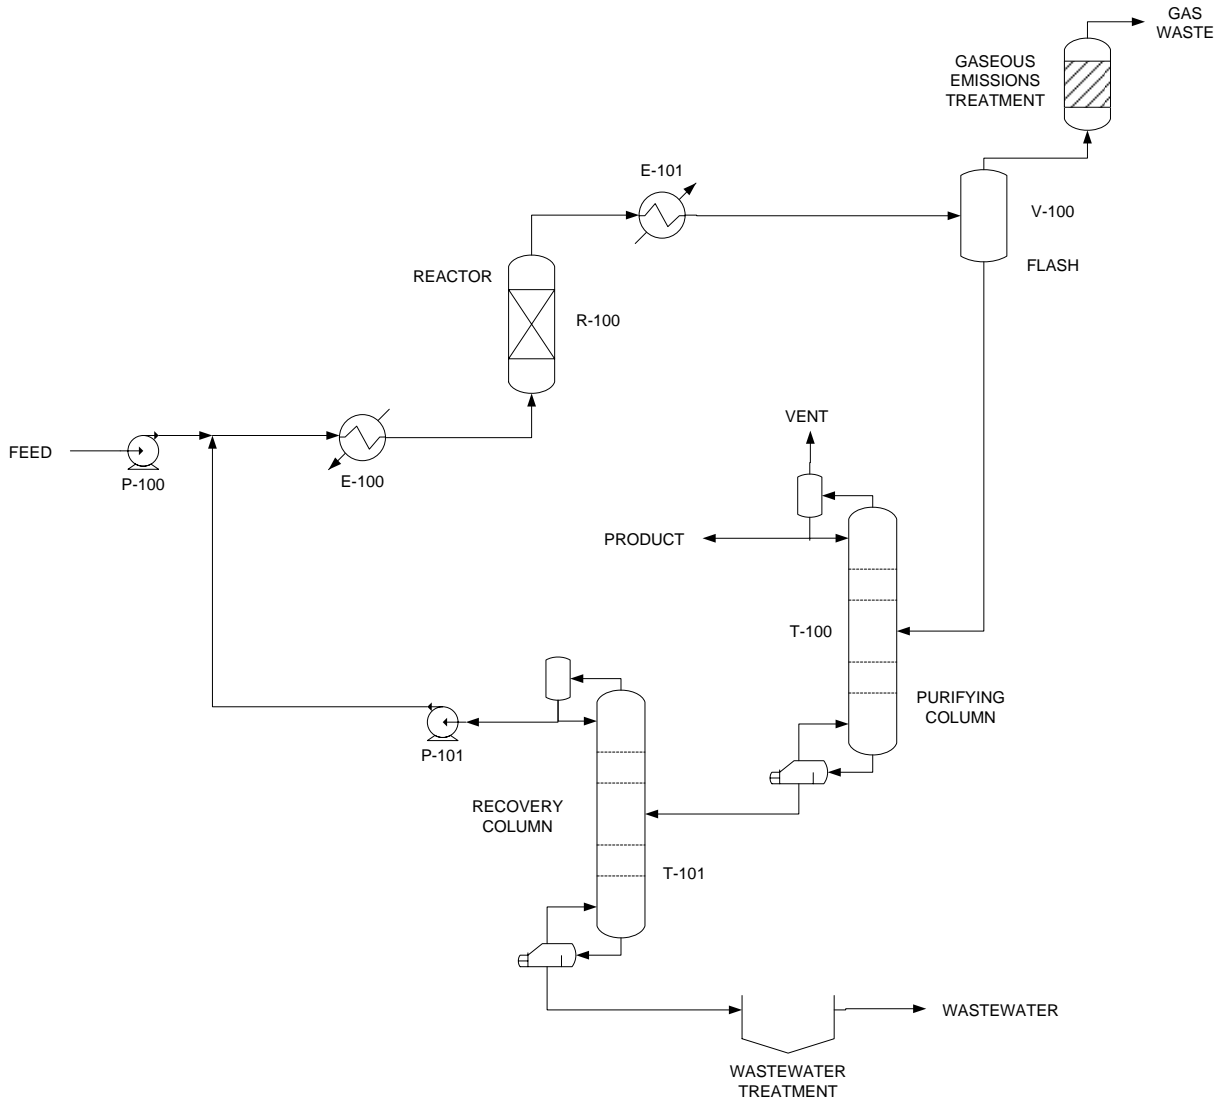 GAS
WASTE
GASEOUS
EMISSIONS
TREATMENT
E-101
V-100
FLASH
REACTOR
R-100
VENT
FEED
P-100
E-100
PRODUCT
T-100
PURIFYING
COLUMN
P-101
RECOVERY
COLUMN
T-101
WASTEWATER
WASTEWATER
TREATMENT